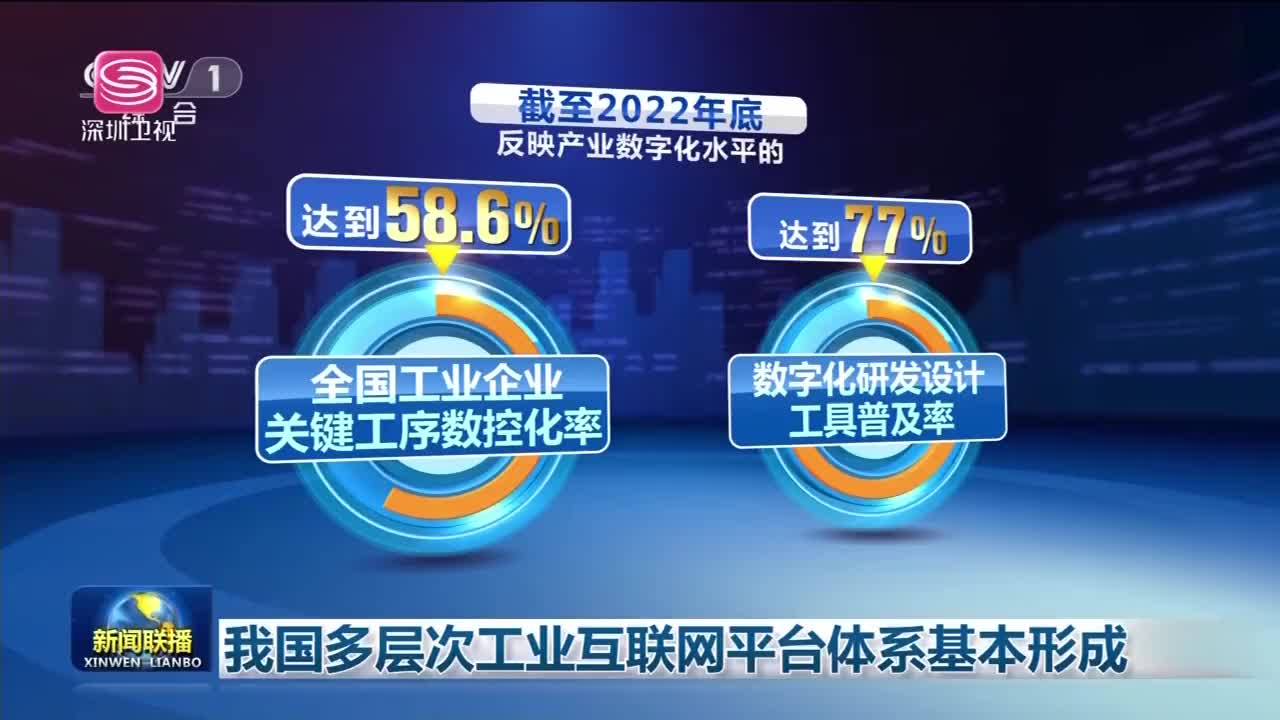 1
合
深圳卫视
截至2022年底
反映产业数字化水平的
达到58.6%
达到77%
全国工业企业
关键工序数控化率
数字化研发设计
工具普及率
新闻联播
XINWEN LIANBO
我国多层次工业互联网平台体系基本形成